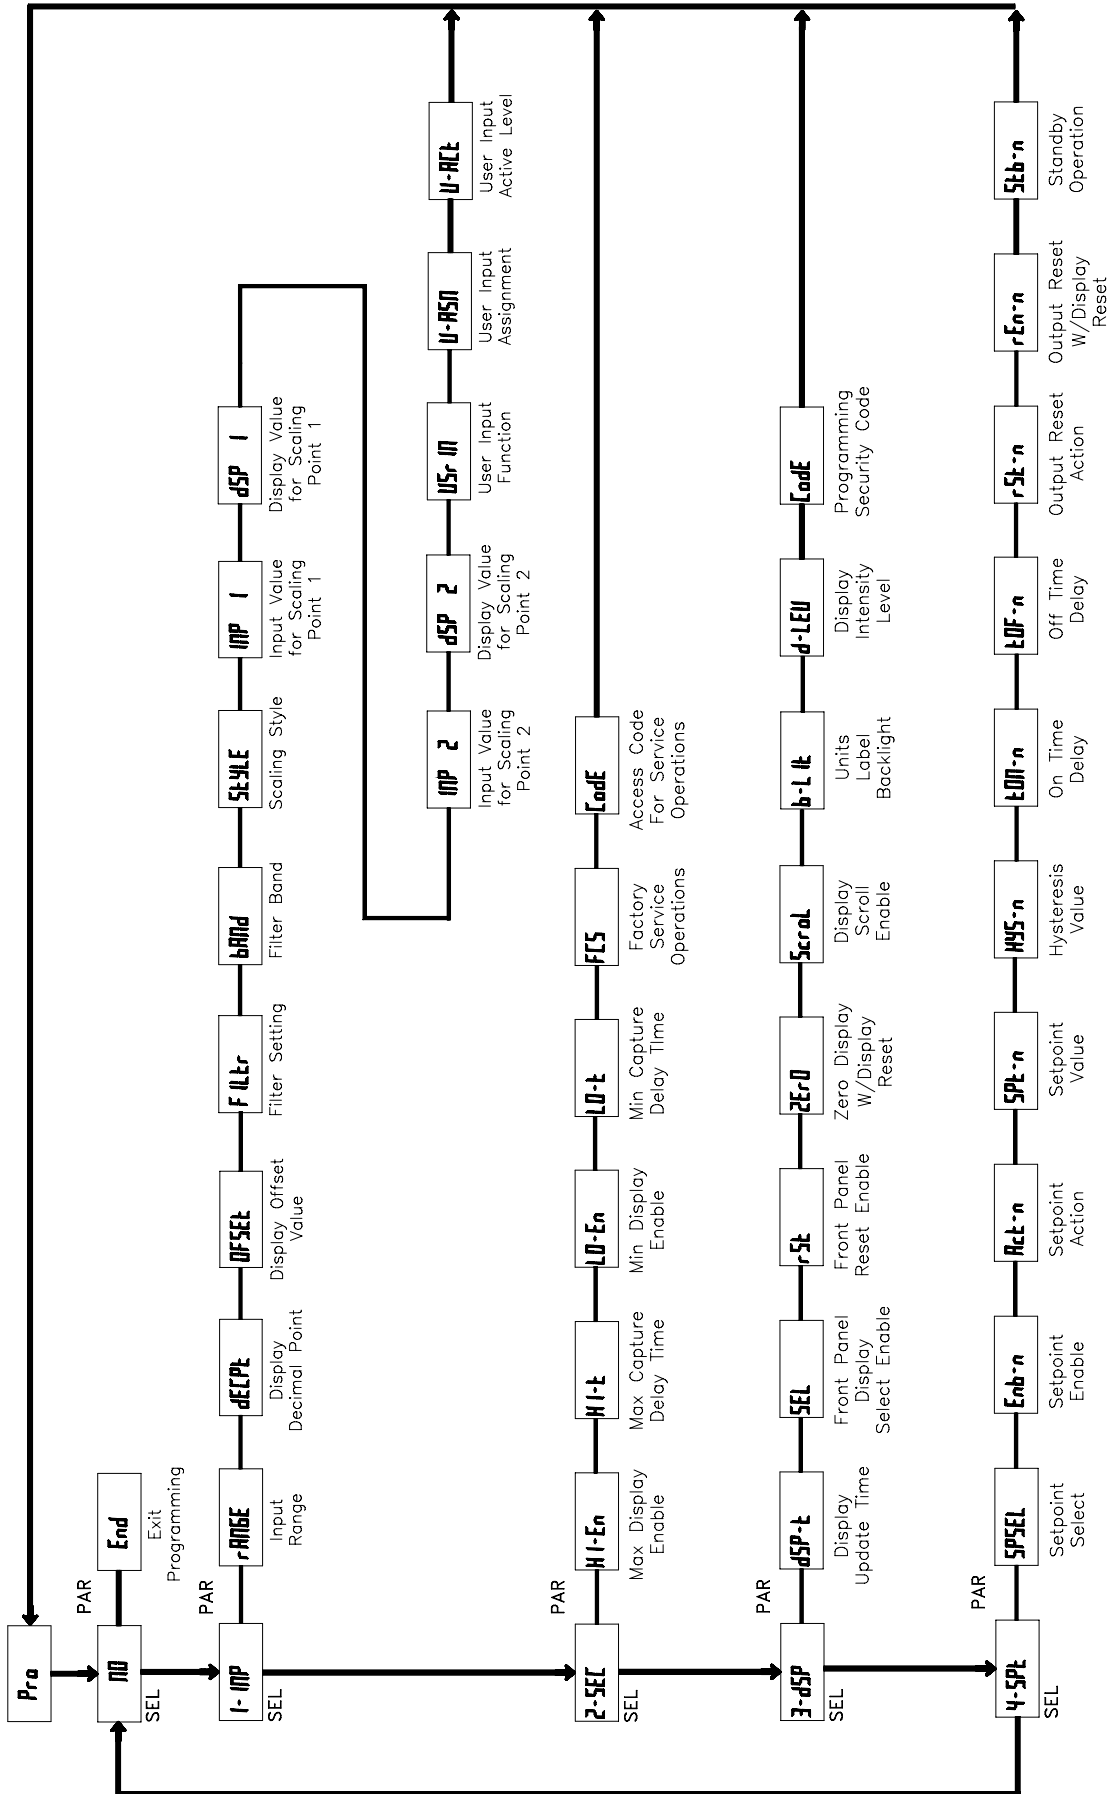 Pro
NO
SEL
PAR
End
Exit
Programming
1-INP
SEL
PAR
rANGE
Input
Range
dECPt
Display
Decimal Point
OFSEt
Display Offset
Value
FILtr
Filter Setting
bANd
Filter Band
StYLE
Scaling Style
INP 1
Input Value
for Scaling
Point 1
dSP 1
Display Value
for Scaling
Point 1
INP 2
Input Value
for Scaling
Point 2
dSP 2
Display Value
for Scaling
Point 2
USr IN
User Input
Function
U-ASN
User Input
Assignment
U-ACt
User Input
Active Level
2-SEC
SEL
PAR
HI-En
Max Display
Enable
HI-t
Max Capture
Delay Time
LO-En
Min Display
Enable
LO-t
Min Capture
Delay TIme
FCS
Factory
Service
Operations
CodE
Access Code
For Service
Operations
3-dSP
SEL
PAR
dSP-t
Display
Update Time
SEL
Front Panel
Display
Select Enable
rSt
Front Panel
Reset Enable
ZErO
Zero Display
W/Display
Reset
ScroL
Display
Scroll
Enable
b-LIt
Units
Label
Backlight
d-LEV
Display
Intensity
Level
CodE
Programming
Security Code
4-SPt
SEL
PAR
SPSEL
Setpoint
Select
Enb-n
Setpoint
Enable
ACt-n
Setpoint
Action
SPt-n
Setpoint
Value
HYS-n
Hysteresis
Value
tON-n
On Time
Delay
tOF-n
Off Time
Delay
rSt-n
Output Reset
Action
rEn-n
Output Reset
W/Display
Reset
Stb-n
Standby
Operation